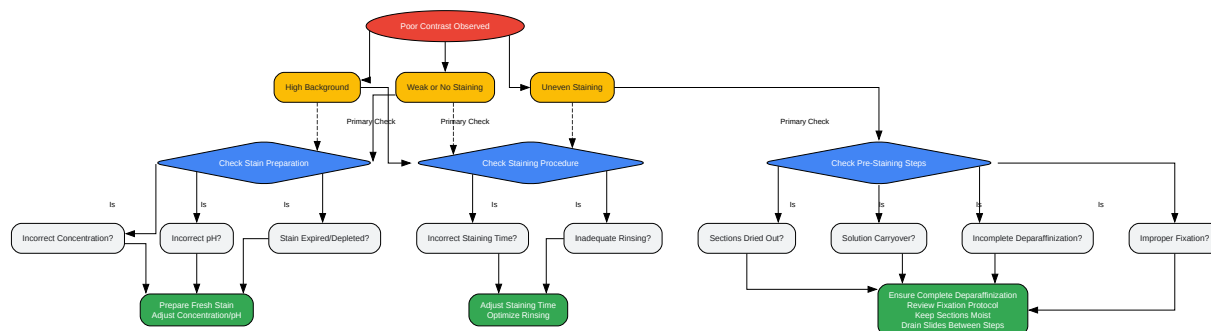 Poor Contrast Observed
High Background
Weak or No Staining
Uneven Staining
Primary Check
Primary Check
Primary Check
Check Stain Preparation
Check Staining Procedure
Check Pre-Staining Steps
Is
Is
Is
Is
Is
Is
Is
Is
Is
Incorrect Concentration?
Incorrect pH?
Stain Expired/Depleted?
Incorrect Staining Time?
Inadequate Rinsing?
Sections Dried Out?
Solution Carryover?
Incomplete Deparaffinization?
Improper Fixation?
Prepare Fresh Stain
Adjust Concentration/pH
Adjust Staining Time
Optimize Rinsing
Ensure Complete Deparaffinization
Review Fixation Protocol
Keep Sections Moist
Drain Slides Between Steps